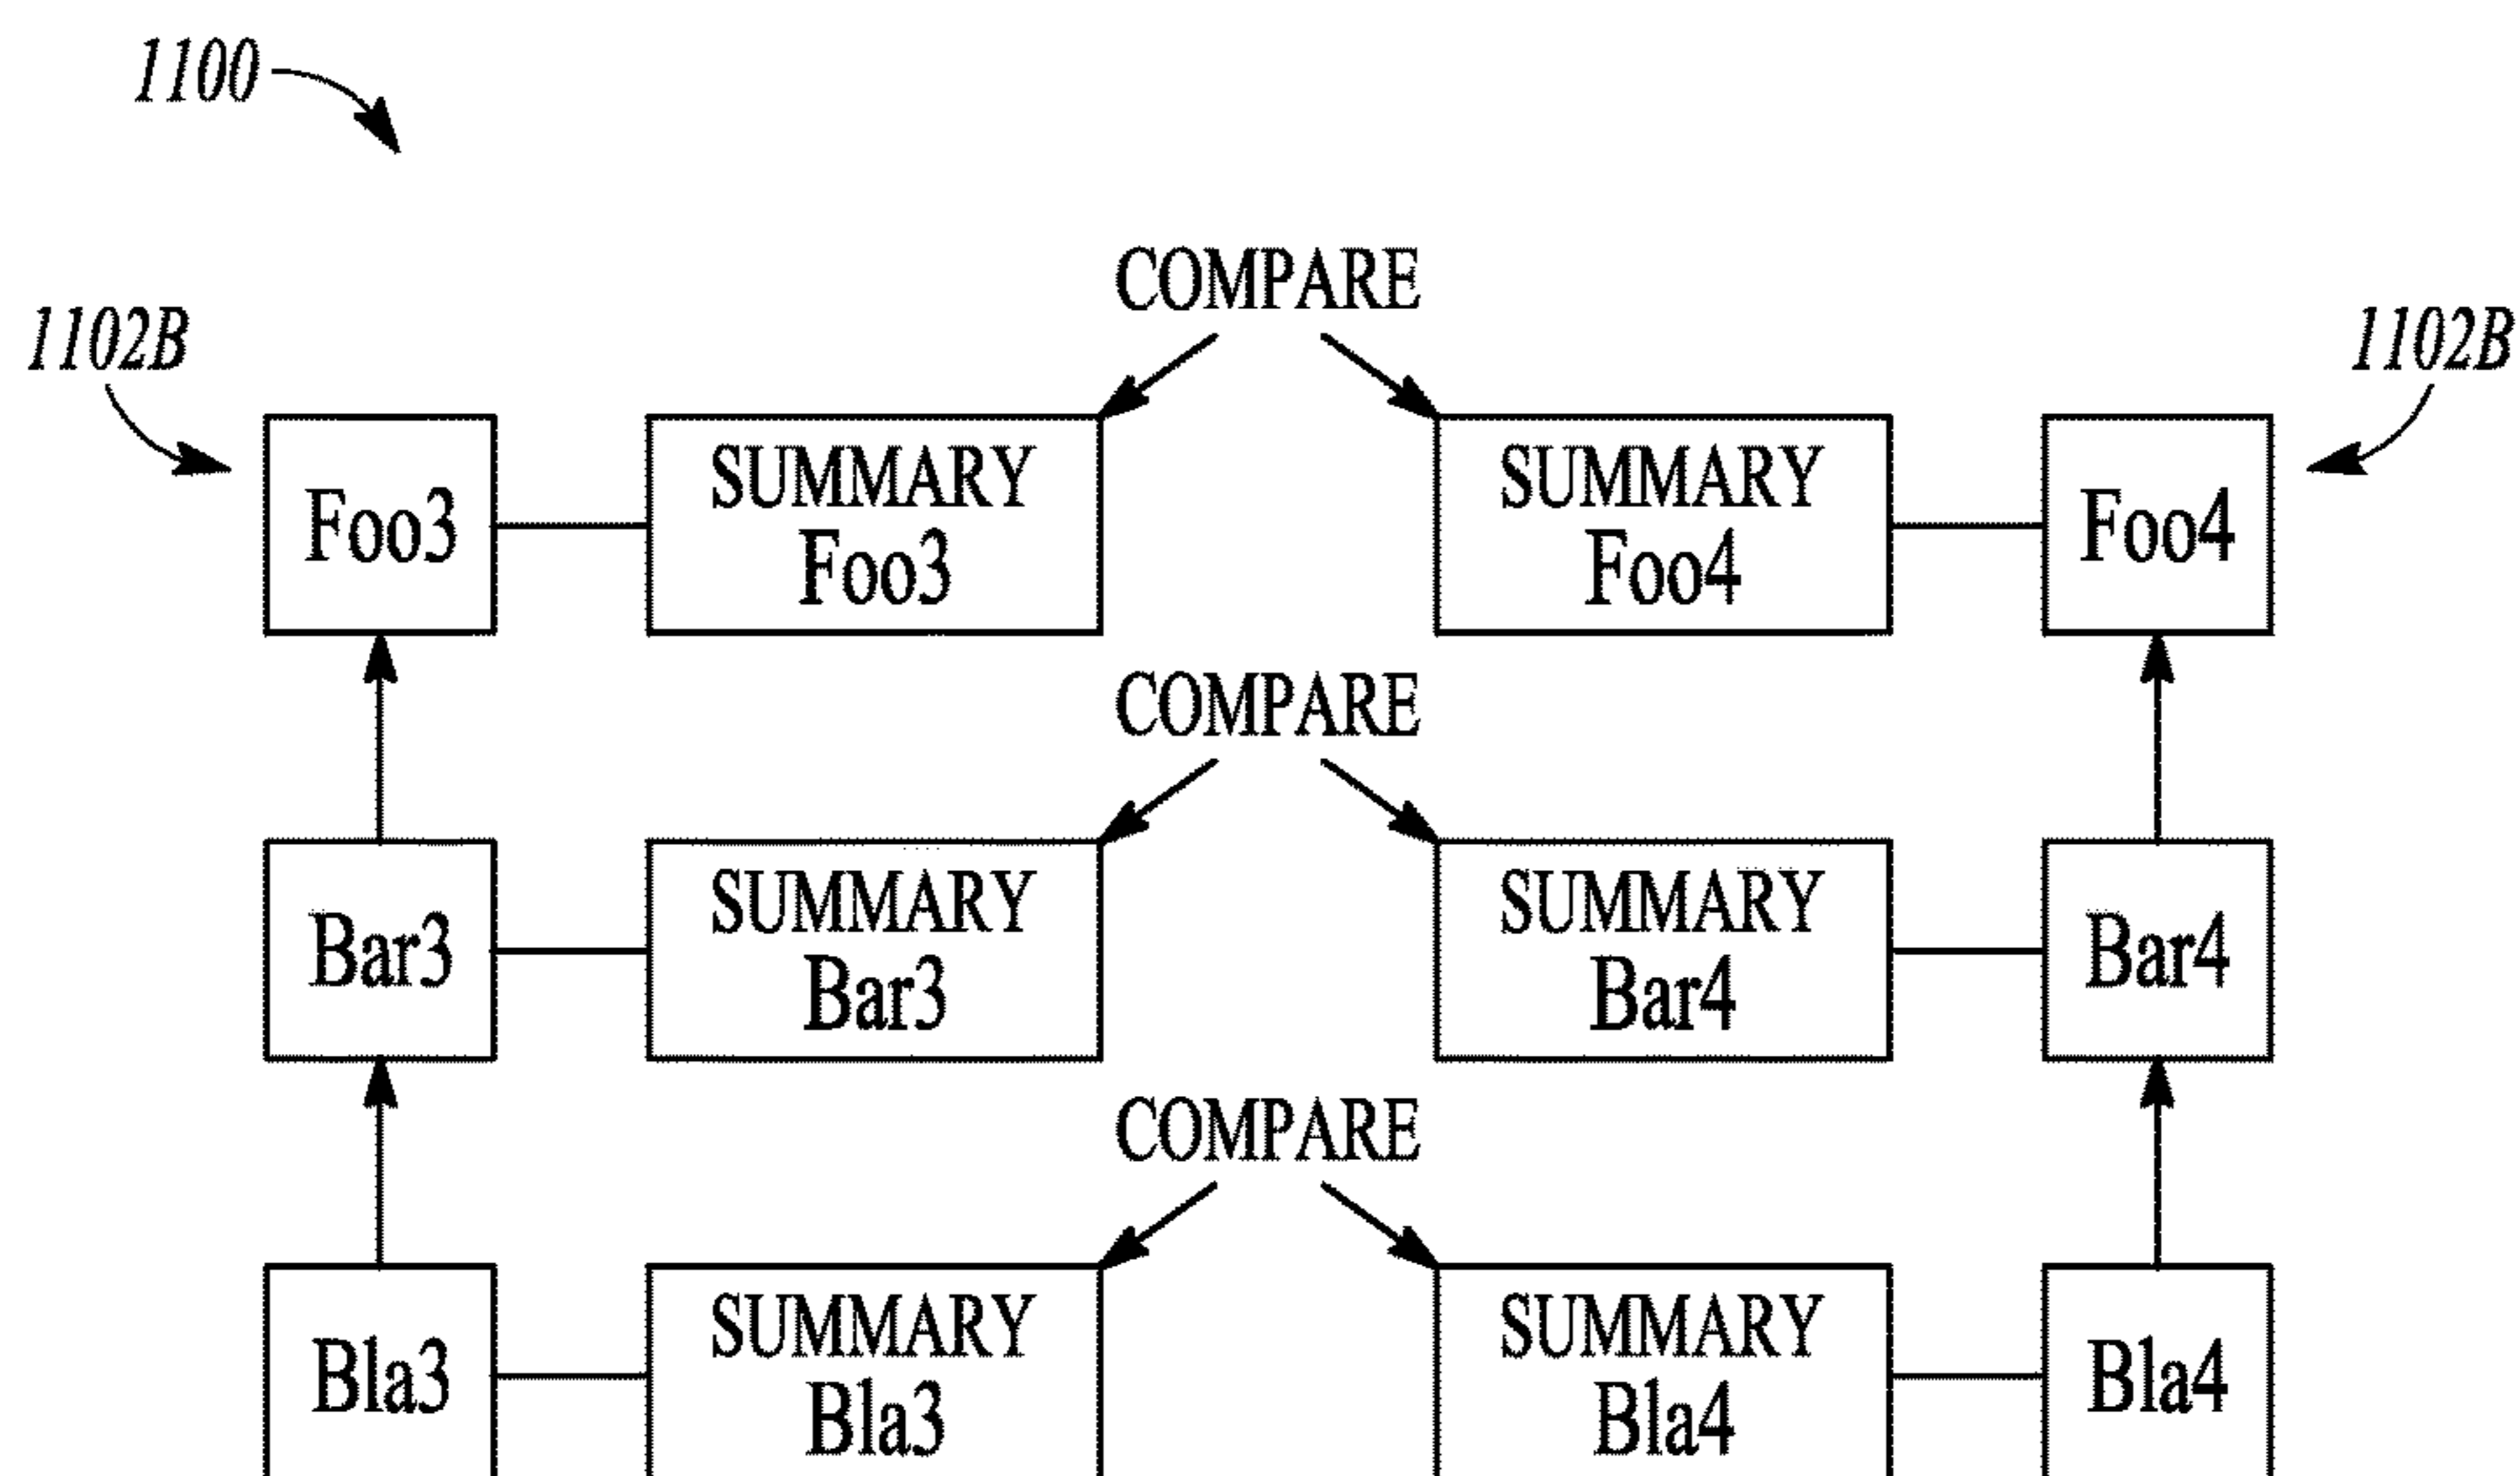 1100
COMPARE
1102B
1102B
Foo3
SUMMARY
Foo3
SUMMARY
Foo4
Foo4
COMPARE
Bar3
SUMMARY
Bar3
SUMMARY
Bar4
Bar4
COMPARE
Bla3
SUMMARY
Bla3
SUMMARY
Bla4
Bla4